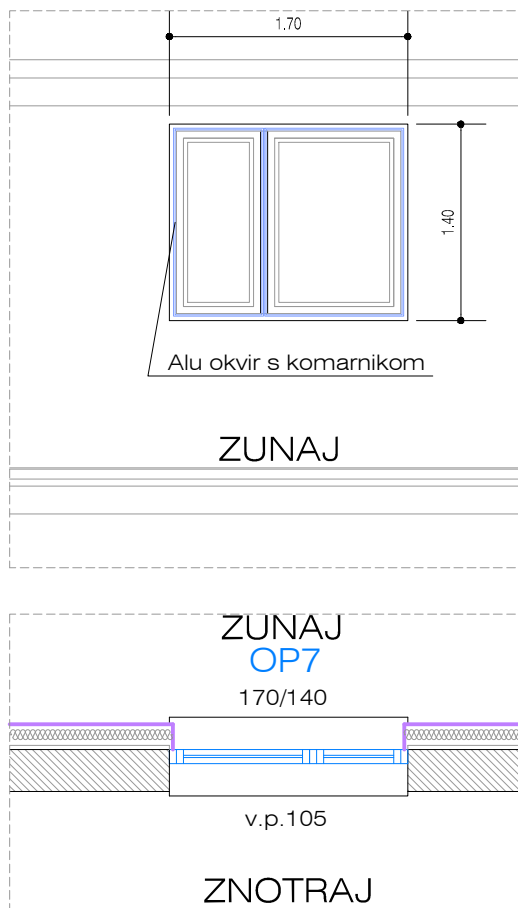 1.70
1.40
Alu okvir s komarnikom
ZUNAJ
ZUNAJ
OP7
170/140
v.p.105
ZNOTRAJ